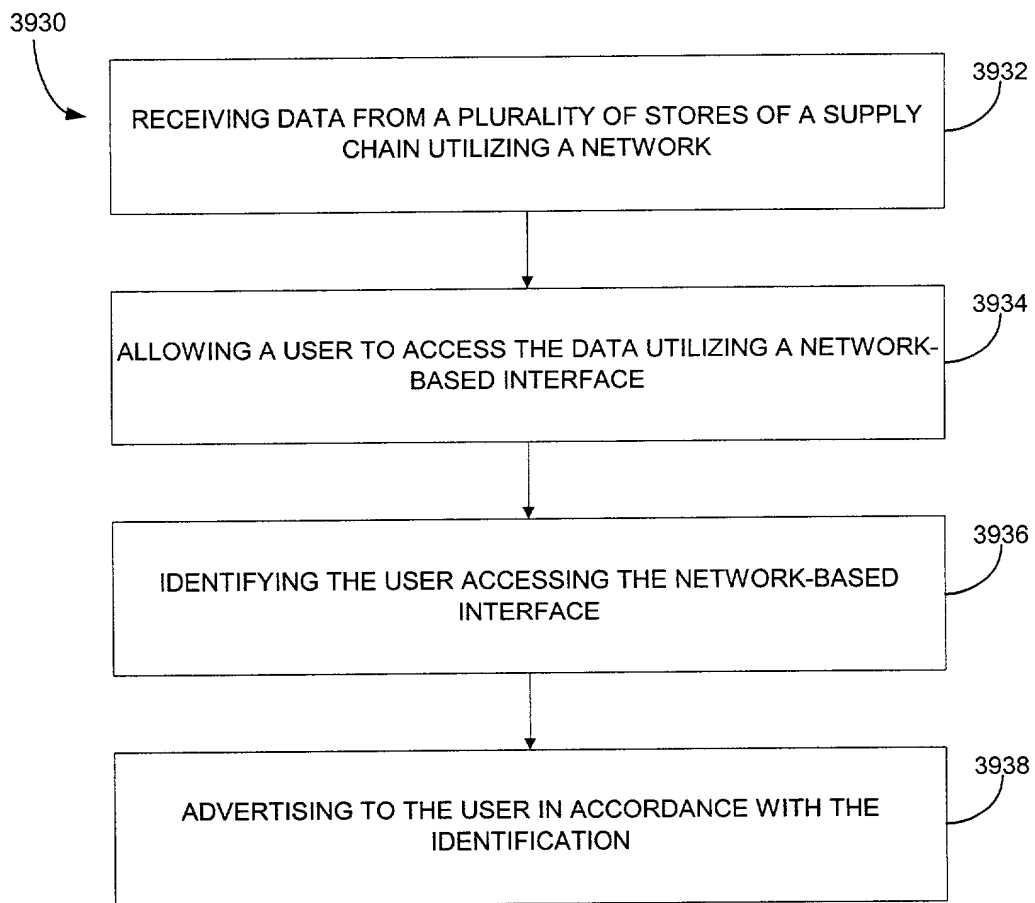 3930
3932
RECEIVING DATA FROM A PLURALITY OF STORES OF A SUPPLY
CHAIN UTILIZING A NETWORK
3934
ALLOWING A USER TO ACCESS THE DATA UTILIZING A NETWORK-
BASED INTERFACE
3936
IDENTIFYING THE USER ACCESSING THE NETWORK-BASED
INTERFACE
3938
ADVERTISING TO THE USER IN ACCORDANCE WITH THE
IDENTIFICATION